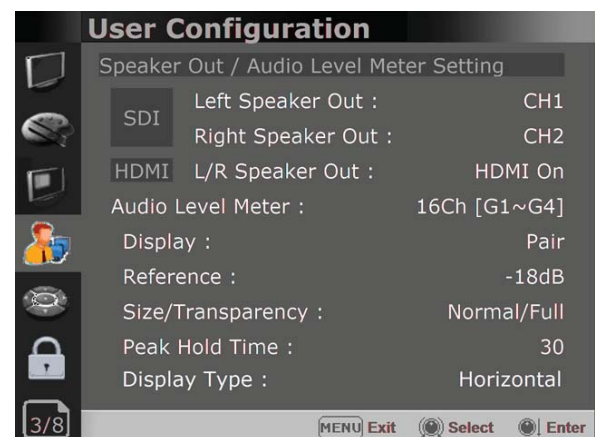 User Configuration
Speaker Out / Audio Level Meter Setting
SDI
Left Speaker Out : CH1
Right Speaker Out : CH2
HDMI L/R Speaker Out : HDMI On
Audio Level Meter : 16Ch [G1~G4]
Display : Pair
Reference : -18dB
Size/Transparency : Normal/Full
Peak Hold Time : 30
Display Type : Horizontal
3/8 MENU Exit Select Enter